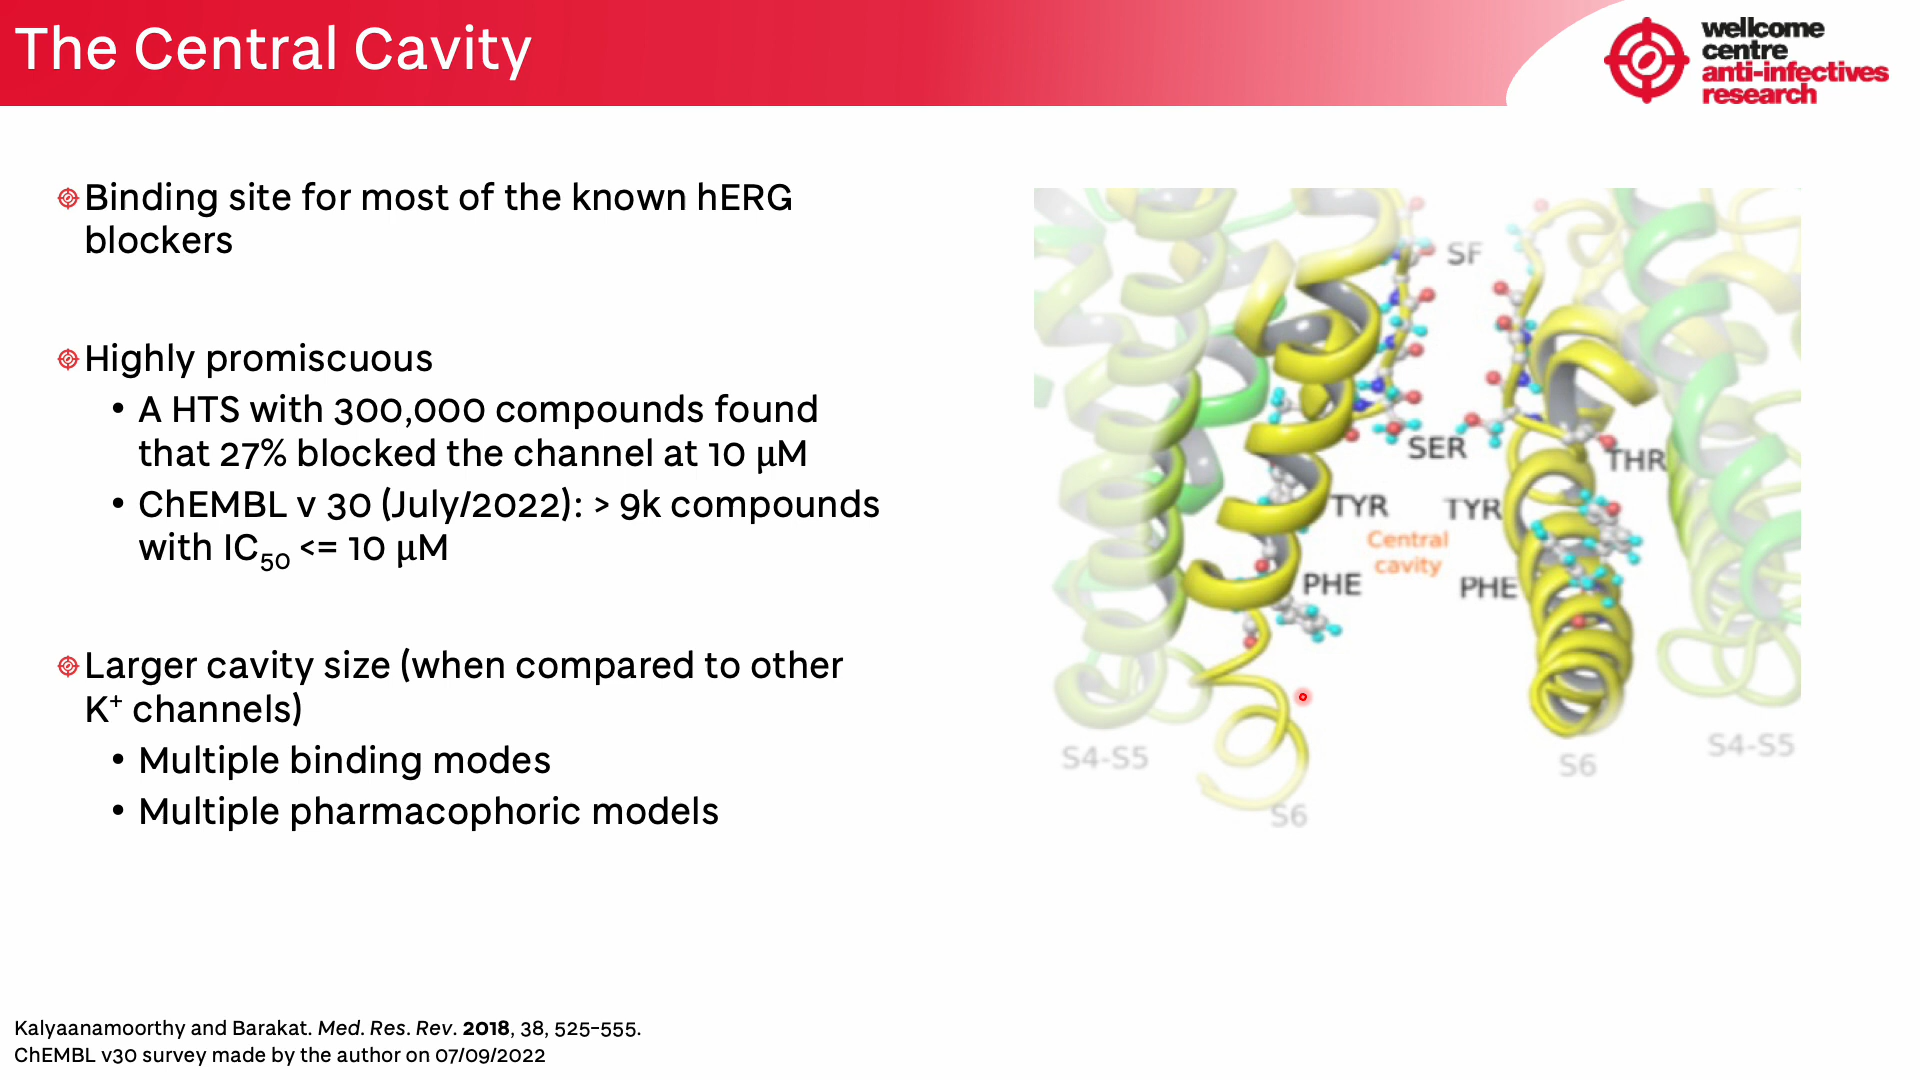 The Central Cavity
wellcome
centre
anti-infectives
research
Binding site for most of the known hERG
blockers
Highly promiscuous
• A HTS with 300,000 compounds found
that 27% blocked the channel at 10 µM
• ChEMBL v 30 (July/2022): > 9k compounds
with IC50 <= 10 µM
Larger cavity size (when compared to other
K+ channels)
• Multiple binding modes
• Multiple pharmacophoric models
SF
SER
THR
TYR
TYR
Central
cavity
PHE
PHE
S4-S5
S6
S6
S4-S5
Kalyaanamoorthy and Barakat. Med. Res. Rev. 2018, 38, 525-555.
ChEMBL v30 survey made by the author on 07/09/2022